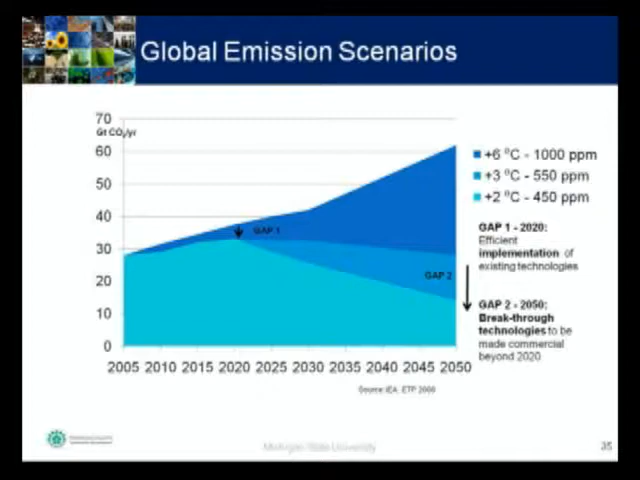 Global Emission Scenarios
70
Gt CO₂/yr
60
50
40
30
20
10
0
GAP 1
GAP 2
2005 2010 2015 2020 2025 2030 2035 2040 2045 2050
+6 ⁰C - 1000 ppm
+3 ⁰C - 550 ppm
+2 ⁰C - 450 ppm
GAP 1 - 2020:
Efficient
implementation of
existing technologies
GAP 2 - 2050:
Break-through
technologies to be
made commercial
beyond 2020
Source: IEA, ETP 2008
Michigan State University
35